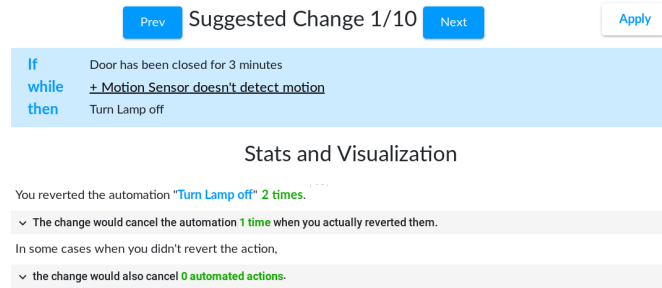 Prev Suggested Change 1/10 Next Apply
If Door has been closed for 3 minutes
while + Motion Sensor doesn't detect motion
then Turn Lamp off
Stats and Visualization
You reverted the automation "Turn Lamp off" 2 times.
The change would cancel the automation 1 time when you actually reverted them.
In some cases when you didn't revert the action,
the change would also cancel 0 automated actions.